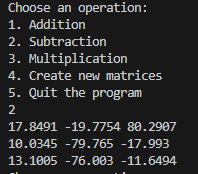 Choose an operation:
1. Addition
2. Subtraction
3. Multiplication
4. Create new matrices
5. Quit the program
2
17.8491 -19.7754 80.2907
10.0345 -79.765 -17.993
13.1005 -76.003 -11.6494